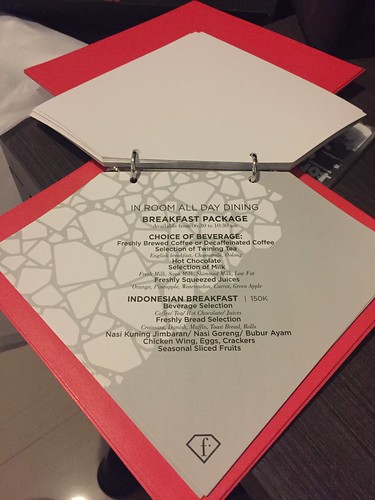 IN ROOM ALL DAY DINING
BREAKFAST PACKAGE
Available from 06:30 to 10:30
CHOICE OF BEVERAGE:
Freshly Brewed Coffee or Decaffeinated Coffee
Selection of Twining Tea
English breakfast, Chamomile, Oolong
Hot Chocolate
Selection of Milk
Fresh Milk, Soya Milk, Skimmed Milk, Low Fat
Freshly Squeezed Juices
Orange, Pineapple, Watermelon, Carrot, Green Apple
INDONESIAN BREAKFAST | 150K
Beverage Selection
Coffee/ Tea/ Hot Chocolate/ Juices
Freshly Bread Selection
Croissant, Danish, Muffin, Toast Bread, Rolls
Nasi Kuning Jimbaran/ Nasi Goreng/ Bubur Ayam
Chicken Wing, Eggs, Crackers
Seasonal Sliced Fruits
f